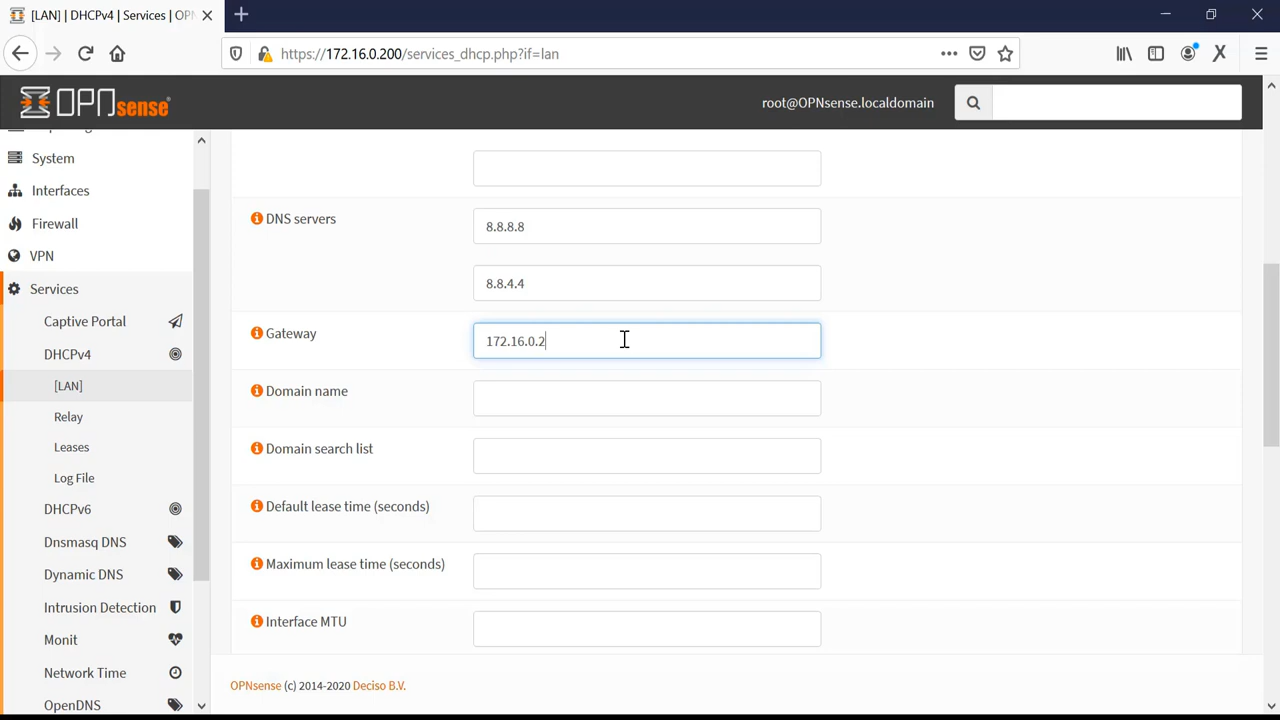 [LAN] | DHCPv4 | Services | OPN
https://172.16.0.200/services_dhcp.php?if=lan
OPNsense
root@OPNsense.localdomain
System
Interfaces
Firewall
VPN
Services
Captive Portal
DHCPv4
[LAN]
Relay
Leases
Log File
DHCPv6
Dnsmasq DNS
Dynamic DNS
Intrusion Detection
Monit
Network Time
OpenDNS
DNS servers
8.8.8.8
8.8.4.4
Gateway
172.16.0.2
Domain name
Domain search list
Default lease time (seconds)
Maximum lease time (seconds)
Interface MTU
OPNsense (c) 2014-2020 Deciso B.V.